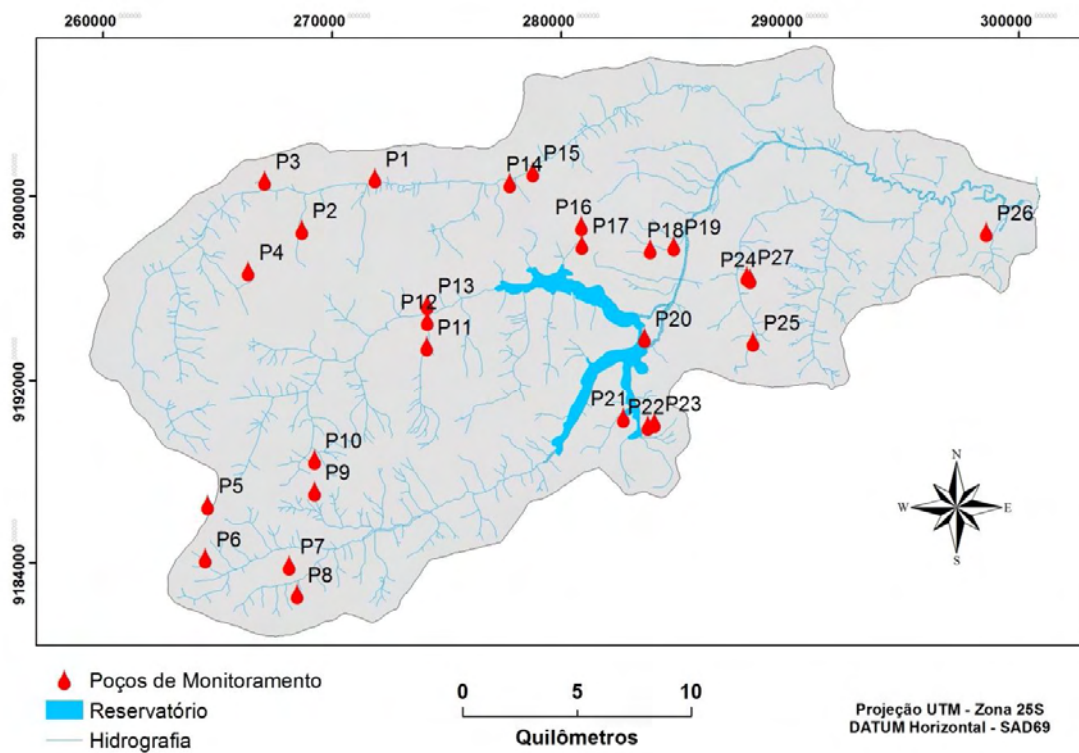 260000 270000 280000 290000 300000
P3 P1 P14 P15
P2 P16 P26
P4 P17 P18 P19
9200000
P24 P27
P13
P12
P11 P20 P25
9192000
P21 P22 P23
P10
P9
P5
P6 P7
P8
9184000
N
W E
S
Poços de Monitoramento
Reservatório
Hidrografia
0 5 10
Quilômetros
Projeção UTM - Zona 25S
DATUM Horizontal - SAD69